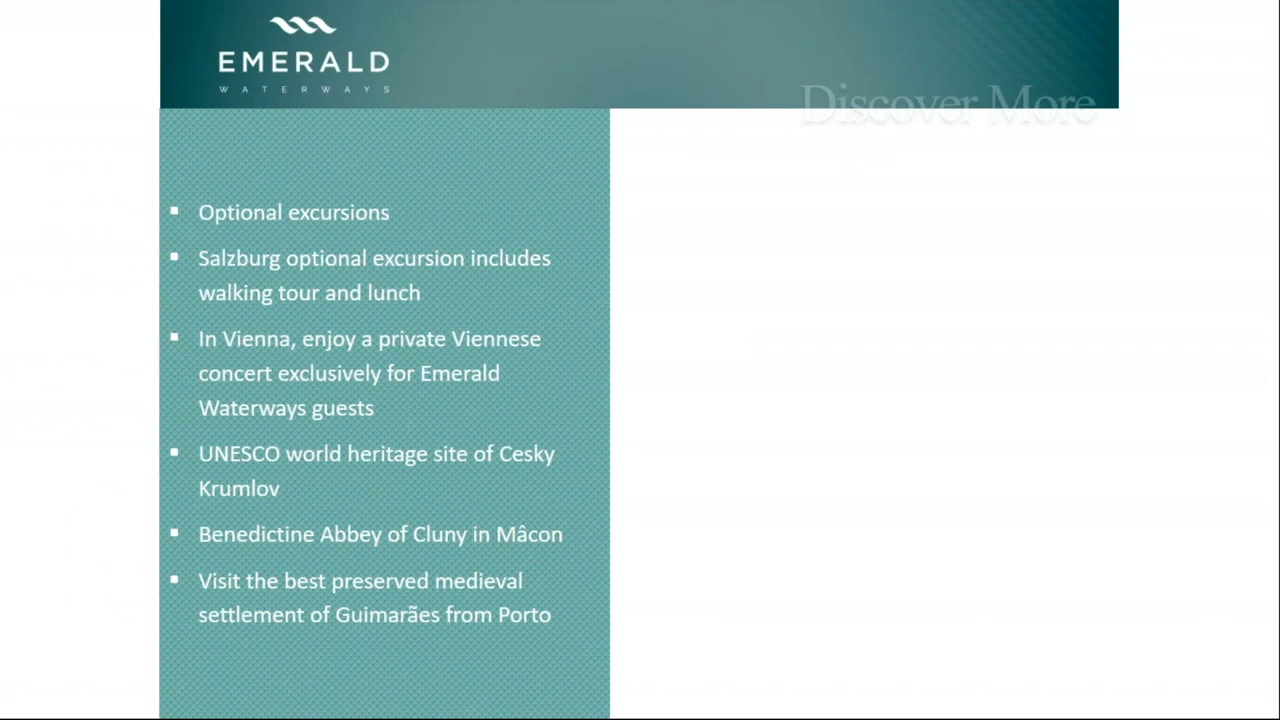 EMERALD
WATERWAYS
Discover More
▪ Optional excursions
▪ Salzburg optional excursion includes
walking tour and lunch
▪ In Vienna, enjoy a private Viennese
concert exclusively for Emerald
Waterways guests
▪ UNESCO world heritage site of Cesky
Krumlov
▪ Benedictine Abbey of Cluny in Mâcon
▪ Visit the best preserved medieval
settlement of Guimarães from Porto